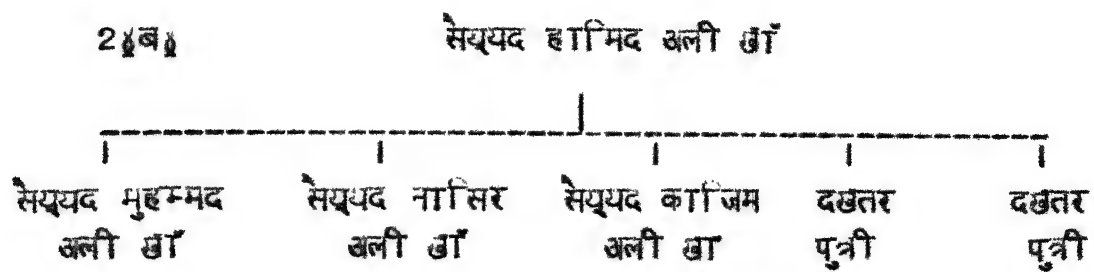 2§ब§ सैय्यद हामिद अली खाँ
सैय्यद मुहम्मद सैय्यद नासिर सैय्यद काजिम दख्तर दख्तर
अली खाँ अली खाँ अली खाँ पुत्री पुत्री